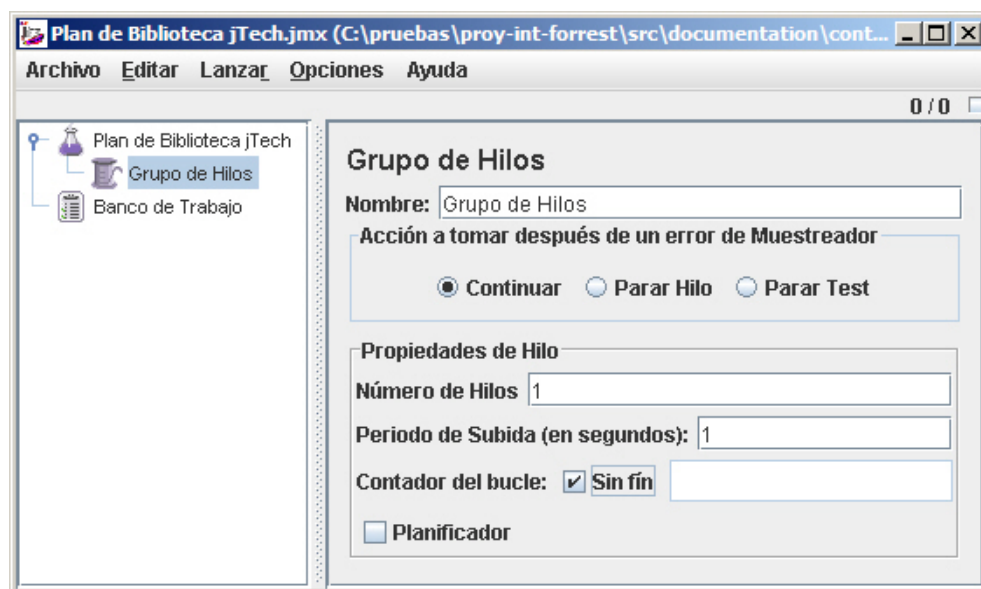 Plan de Biblioteca jTech.jmx (C:\pruebas\proy-int-forrest\src\documentation\cont...
Archivo Editar Lanzar Opciones Ayuda
0 / 0
Plan de Biblioteca jTech
Grupo de Hilos
Banco de Trabajo
Grupo de Hilos
Nombre: Grupo de Hilos
Acción a tomar después de un error de Muestreador
Continuar Parar Hilo Parar Test
Propiedades de Hilo
Número de Hilos 1
Periodo de Subida (en segundos): 1
Contador del bucle: Sin fín
Planificador